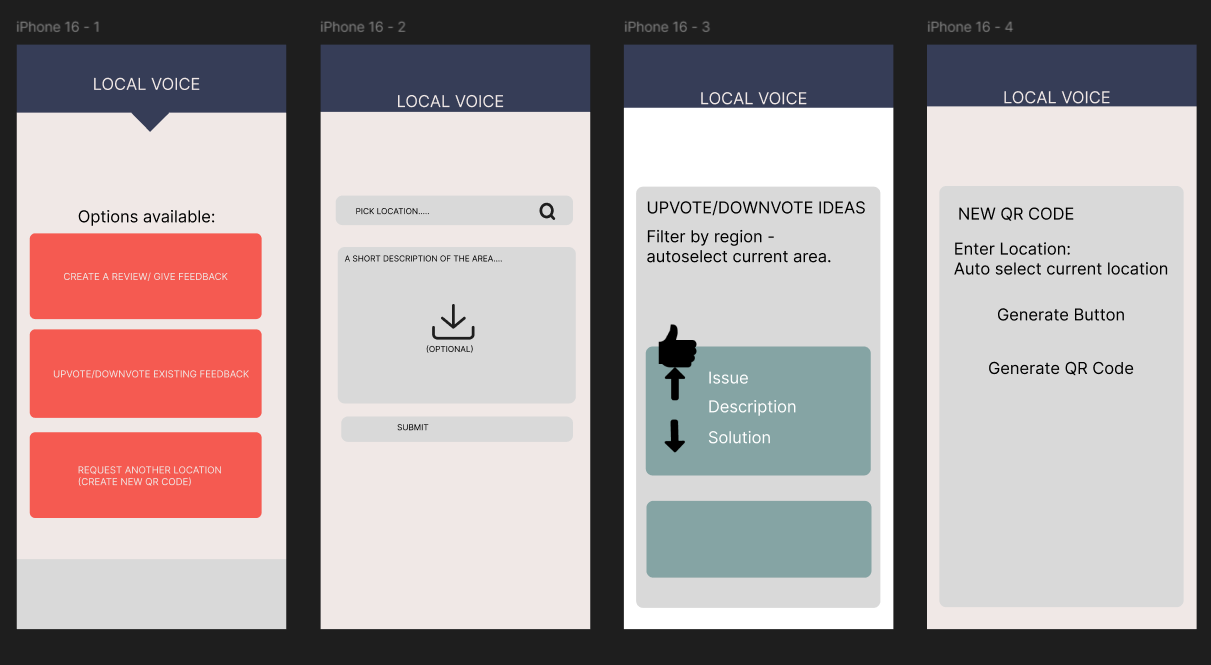 iPhone 16 - 1
LOCAL VOICE
Options available:
CREATE A REVIEW/ GIVE FEEDBACK
UPVOTE/DOWNVOTE EXISTING FEEDBACK
REQUEST ANOTHER LOCATION
(CREATE NEW QR CODE)
iPhone 16 - 2
LOCAL VOICE
PICK LOCATION.....
A SHORT DESCRIPTION OF THE AREA....
(OPTIONAL)
SUBMIT
iPhone 16 - 3
LOCAL VOICE
UPVOTE/DOWNVOTE IDEAS
Filter by region -
autoselect current area.
Issue
Description
Solution
iPhone 16 - 4
LOCAL VOICE
NEW QR CODE
Enter Location:
Auto select current location
Generate Button
Generate QR Code